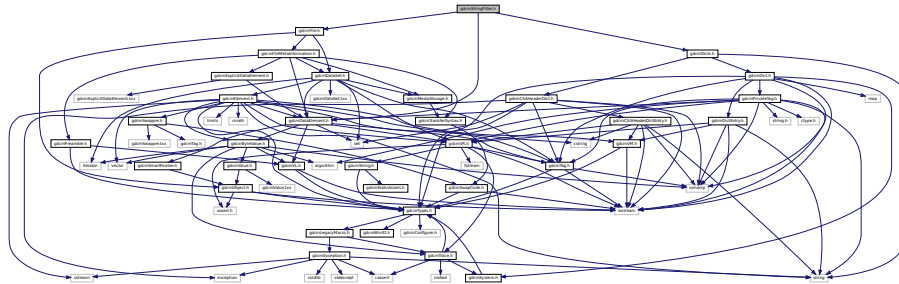 gdcmStringFilter.h
gdcmFile.h
gdcmFileMetaInformation.h
gdcmDicts.h
gdcmExplicitDataElement.h
gdcmDataSet.h
gdcmDict.h
gdcmExplicitDataElement.txx
gdcmElement.h
gdcmDataSet.txx
gdcmMediaStorage.h
gdcmCSAHeaderDict.h
gdcmPrivateTag.h
map
gdcmSwapper.h
limits
cmath
gdcmDataElement.h
gdcmTransferSyntax.h
gdcmCSAHeaderDictEntry.h
gdcmDictEntry.h
string.h
ctype.h
gdcmPreamble.h
gdcmSwapper.txx
gdcmTag.h
gdcmByteValue.h
set
gdcmVR.h
cstring
gdcmVM.h
iterator
vector
gdcmSmartPointer.h
gdcmValue.h
gdcmVL.h
algorithm
gdcmString.h
fstream
gdcmTag.h
gdcmObject.h
gdcmValue.txx
gdcmStaticAssert.h
gdcmSwapCode.h
iomanip
assert.h
gdcmTypes.h
iostream
gdcmLegacyMacro.h
gdcmWin32.h
gdcmConfigure.h
gdcmException.h
gdcmTrace.h
sstream
exception
cstdlib
stdexcept
cassert
iosfwd
gdcmSystem.h
string